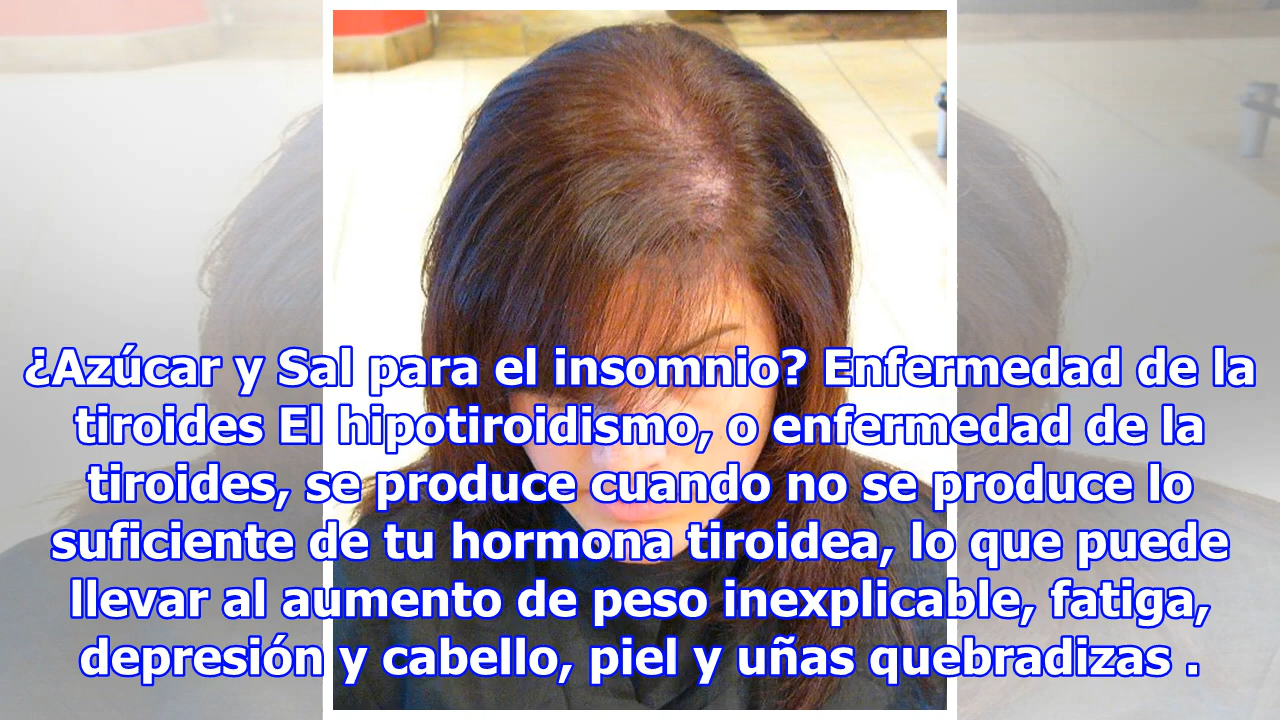 ¿Azúcar y Sal para el insomnio? Enfermedad de la
tiroides El hipotiroidismo, o enfermedad de la
tiroides, se produce cuando no se produce lo
suficiente de tu hormona tiroidea, lo que puede
llevar al aumento de peso inexplicable, fatiga,
depresión y cabello, piel y uñas quebradizas .